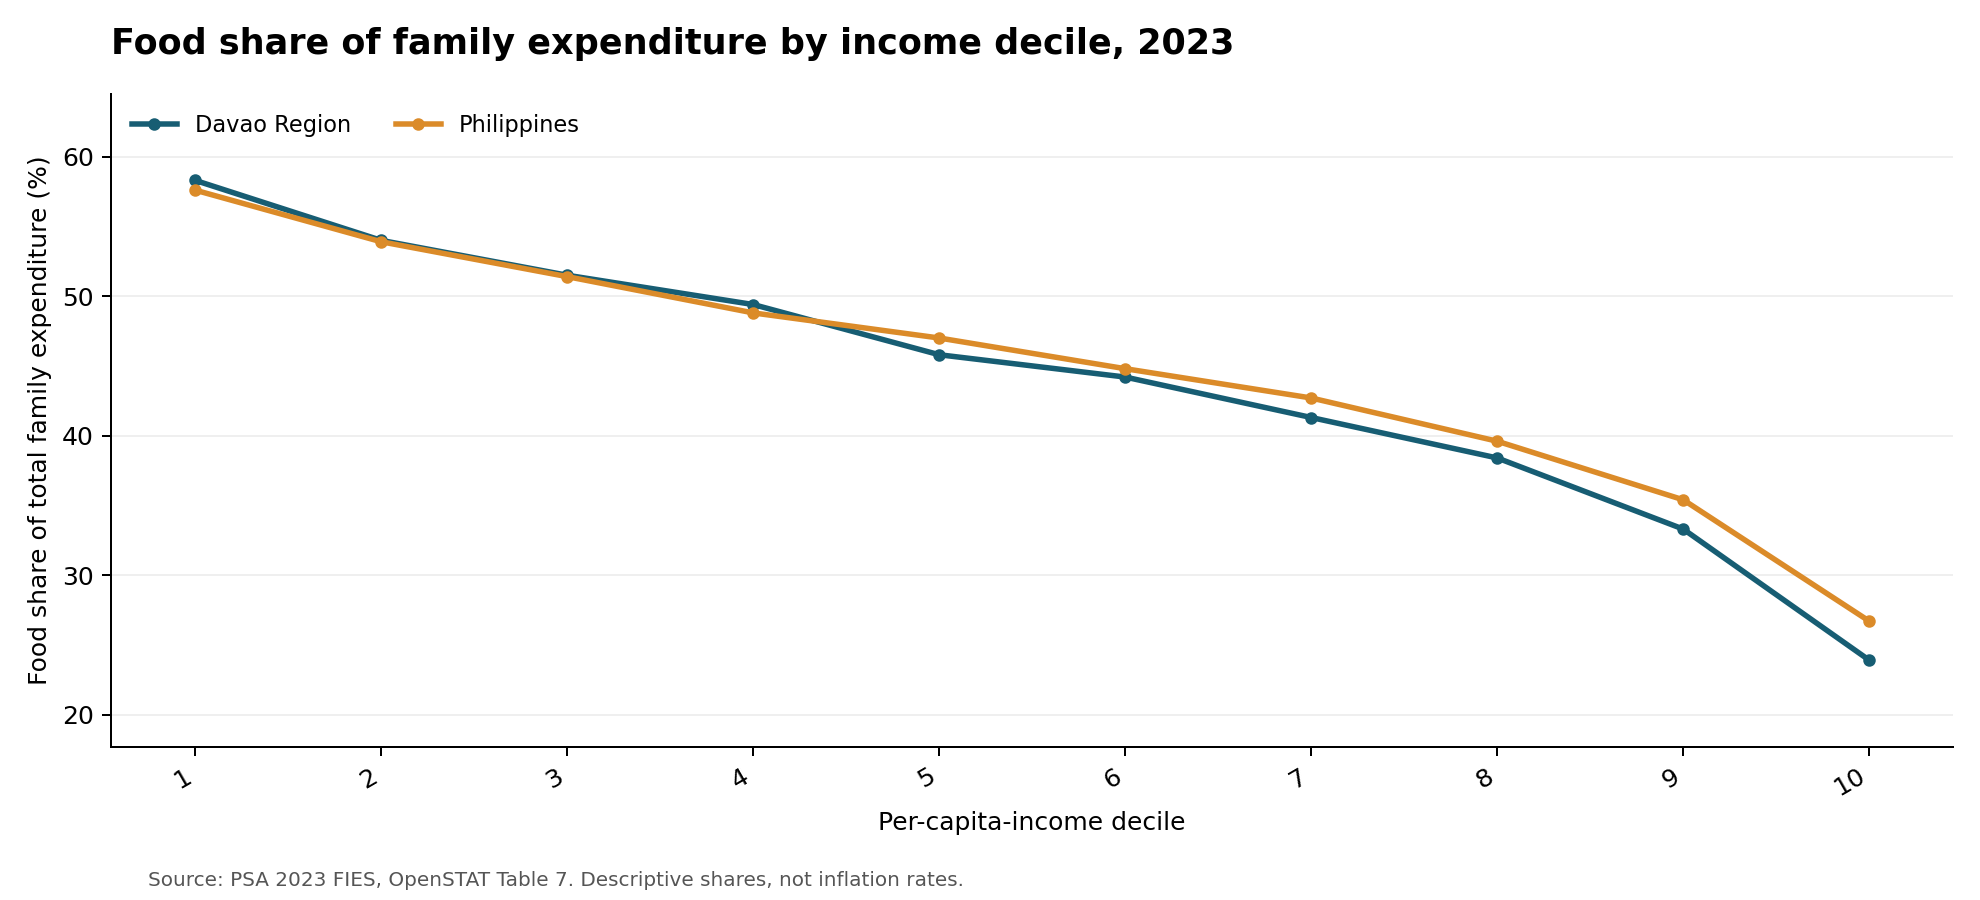 Food share of family expenditure by income decile, 2023
Davao Region
Philippines
Food share of total family expenditure (%)
60
50
40
30
20
1
2
3
4
5
6
7
8
9
10
Per-capita-income decile
Source: PSA 2023 FIES, OpenSTAT Table 7. Descriptive shares, not inflation rates.